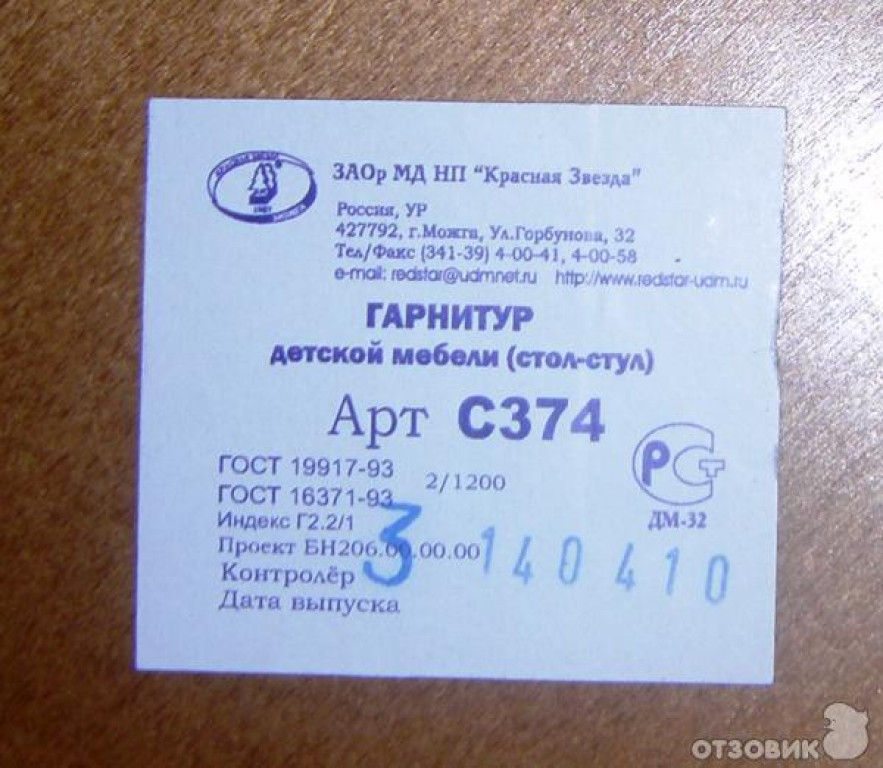 ЗАОр МД НП "Красная Звезда"
Россия, УР
427792, г.Можга, Ул.Горбунова, 32
Тел/Факс (341-39) 4-00-41, 4-00-58
e-mail: redstar@udmnet.ru http://www.redstar-udm.ru
ГАРНИТУР
детской мебели (стол-стул)
Арт С374
ГОСТ 19917-93
2/1200
ГОСТ 16371-93
РСТ
Индекс Г2.2/1
ДМ-32
Проект БН206.00.00.00
Контролёр 3
140410
Дата выпуска
ОТЗОВИК